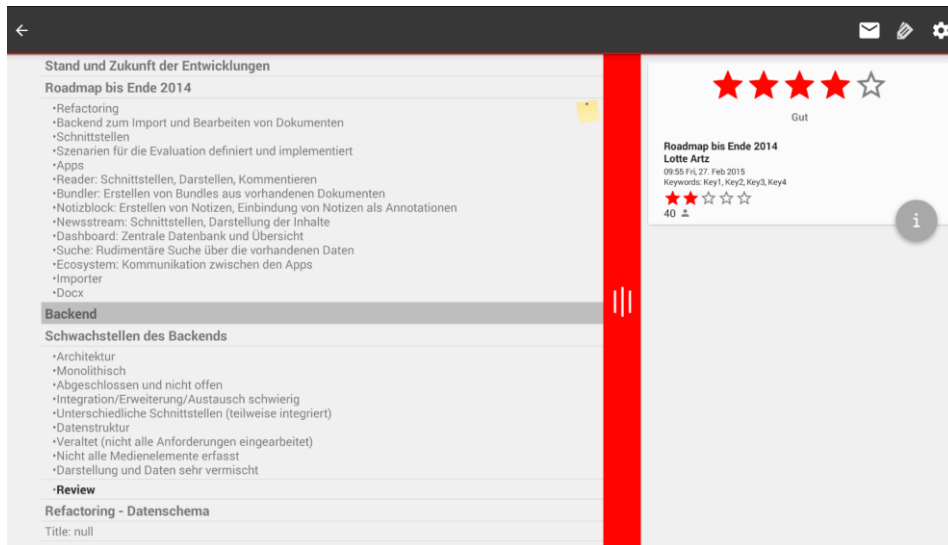 Stand und Zukunft der Entwicklungen
Roadmap bis Ende 2014
•Refactoring
•Backend zum Import und Bearbeiten von Dokumenten
•Schnittstellen
•Szenarien für die Evaluation definiert und implementiert
•Apps
•Reader: Schnittstellen, Darstellen, Kommentieren
•Bundler: Erstellen von Bundles aus vorhandenen Dokumenten
•Notizblock: Erstellen von Notizen, Einbindung von Notizen als Annotationen
•Newsstream: Schnittstellen, Darstellung der Inhalte
•Dashboard: Zentrale Datenbank und Übersicht
•Suche: Rudimentäre Suche über die vorhandenen Daten
•Ecosystem: Kommunikation zwischen den Apps
•Importer
•Docx
Backend
Schwachstellen des Backends
•Architektur
•Monolithisch
•Abgeschlossen und nicht offen
•Integration/Erweiterung/Austausch schwierig
•Unterschiedliche Schnittstellen (teilweise integriert)
•Datenstruktur
•Veraltet (nicht alle Anforderungen eingearbeitet)
•Nicht alle Medienelemente erfasst
•Darstellung und Daten sehr vermischt
•Review
Refactoring - Datenschema
Title: null
Gut
Roadmap bis Ende 2014
Lotte Artz
09:55 Fri, 27. Feb 2015
Keywords: Key1, Key2, Key3, Key4
40
i